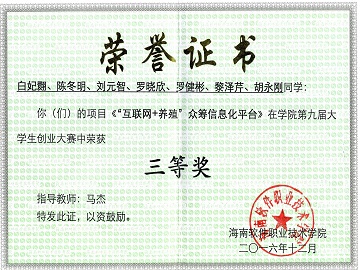 荣誉证书
白妃翾、陈冬明、刘元智、罗晓欣、罗健彬、黎泽芹、胡永刚同学：
你（们）的项目《“互联网+养殖”众筹信息化平台》在学院第九届大
学生创业大赛中荣获
三等奖
指导教师：马杰
特发此证，以资鼓励。
海南软件职业技术学院
海南软件职业技术学院
二〇一六年十二月